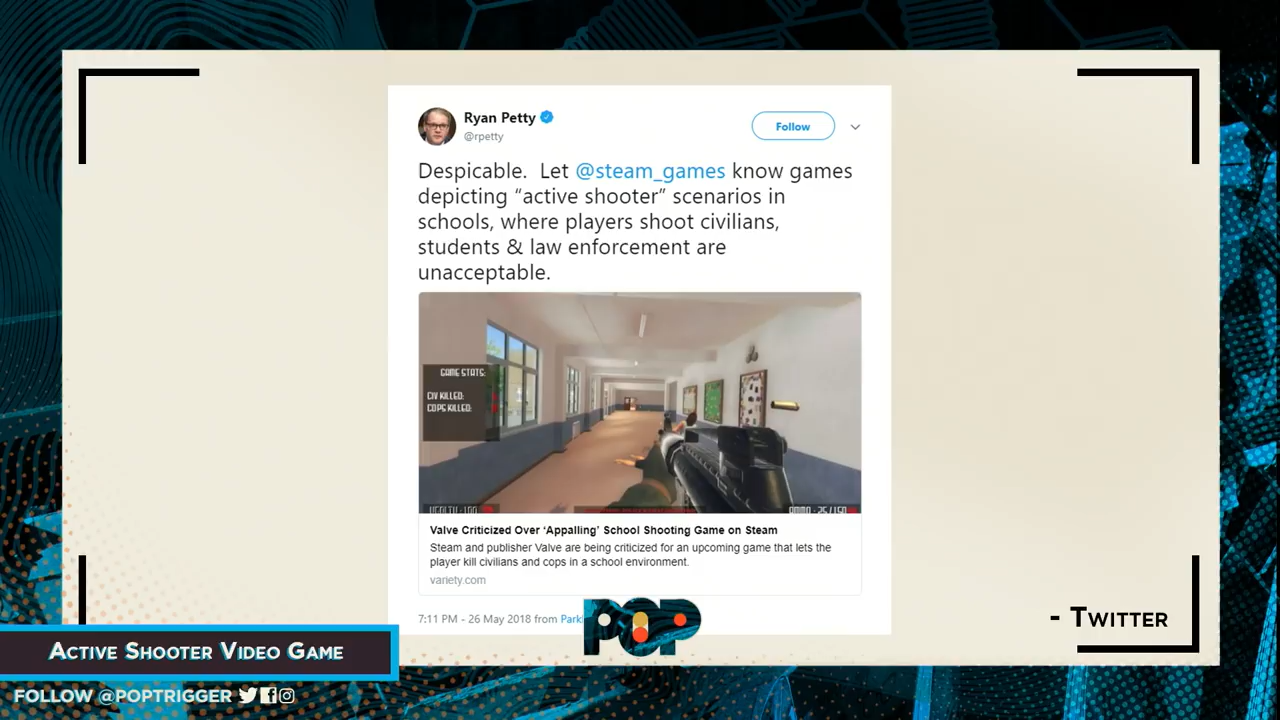 Ryan Petty
@rpetty
Follow
Despicable.  Let @steam_games know games
depicting “active shooter” scenarios in
schools, where players shoot civilians,
students & law enforcement are
unacceptable.
GAME STATS:
CIV KILLED:
COPS KILLED:
Valve Criticized Over ‘Appalling’ School Shooting Game on Steam
Steam and publisher Valve are being criticized for an upcoming game that lets the
player kill civilians and cops in a school environment.
variety.com
7:11 PM - 26 May 2018 from
POP
- Twitter
Active Shooter Video Game
FOLLOW @POPTRIGGER